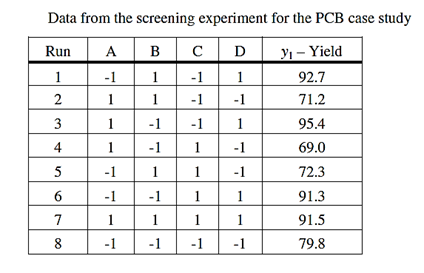 Data from the screening experiment for the PCB case study
Run A B C D y1 – Yield
1 -1 1 -1 1 92.7
2 1 1 -1 -1 71.2
3 1 -1 -1 1 95.4
4 1 -1 1 -1 69.0
5 -1 1 1 -1 72.3
6 -1 -1 1 1 91.3
7 1 1 1 1 91.5
8 -1 -1 -1 -1 79.8